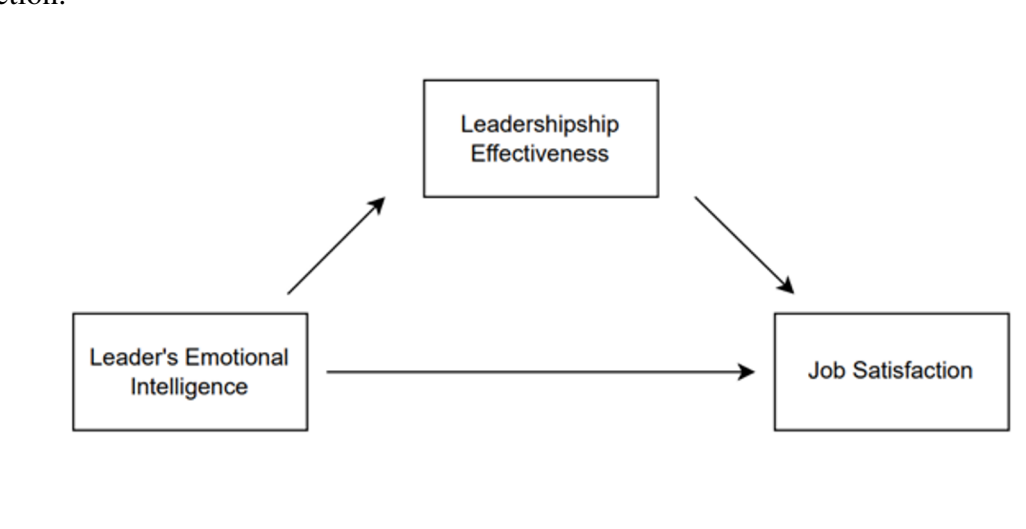 Leadershipship
Effectiveness
Leader's Emotional
Intelligence
Job Satisfaction